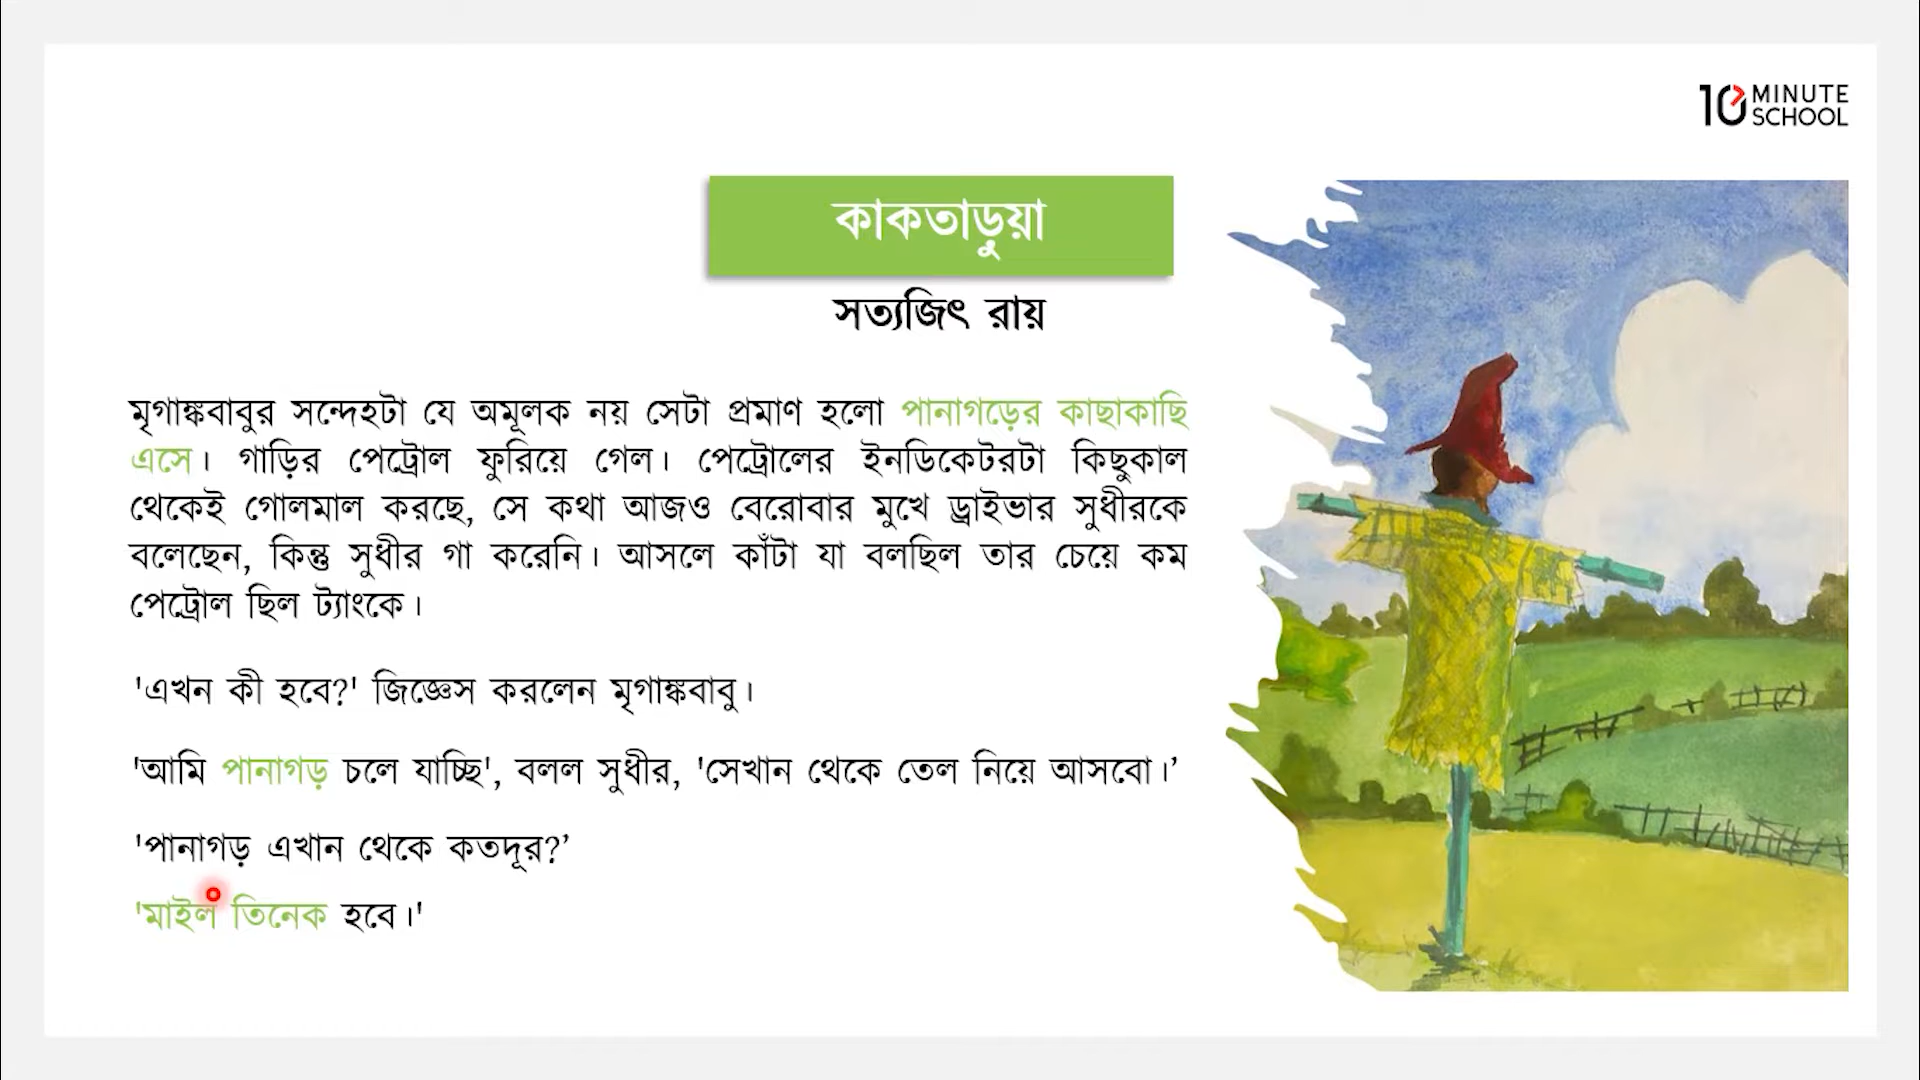 10 MINUTE
SCHOOL
কাকতাড়ুয়া
সত্যজিৎ রায়
মৃগাঙ্কবাবুর সন্দেহটা যে অমূলক নয় সেটা প্রমাণ হলো পানাগড়ের কাছাকাছি
এসে। গাড়ির পেট্রোল ফুরিয়ে গেল। পেট্রোলের ইনডিকেটরটা কিছুকাল
থেকেই গোলমাল করছে, সে কথা আজও বেরোবার মুখে ড্রাইভার সুধীরকে
বলেছেন, কিন্তু সুধীর গা করেনি। আসলে কাঁটা যা বলছিল তার চেয়ে কম
পেট্রোল ছিল ট্যাংকে।
'এখন কী হবে?' জিজ্ঞেস করলেন মৃগাঙ্কবাবু।
'আমি পানাগড় চলে যাচ্ছি', বলল সুধীর, 'সেখান থেকে তেল নিয়ে আসবো।’
'পানাগড় এখান থেকে কতদূর?’
'মাইল তিনেক হবে।'